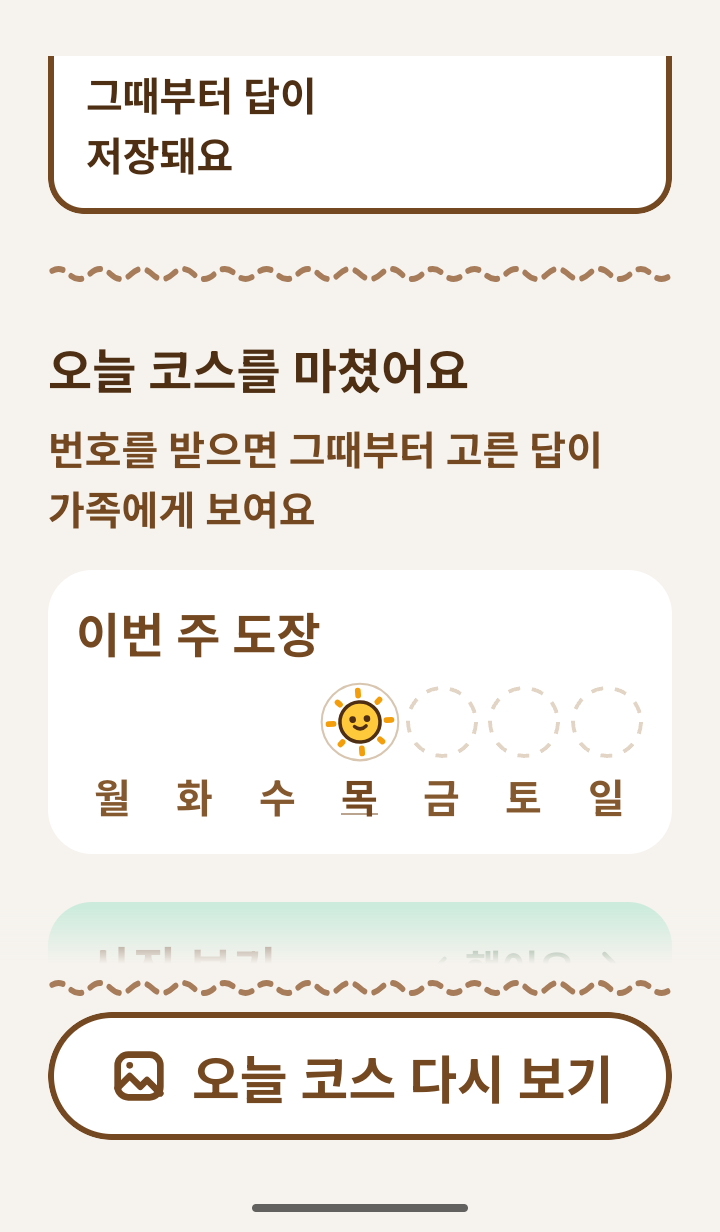 그때부터 답이
저장돼요
오늘 코스를 마쳤어요
번호를 받으면 그때부터 고른 답이
가족에게 보여요
이번 주 도장
월 화 수 목 금 토 일
오늘 코스 다시 보기